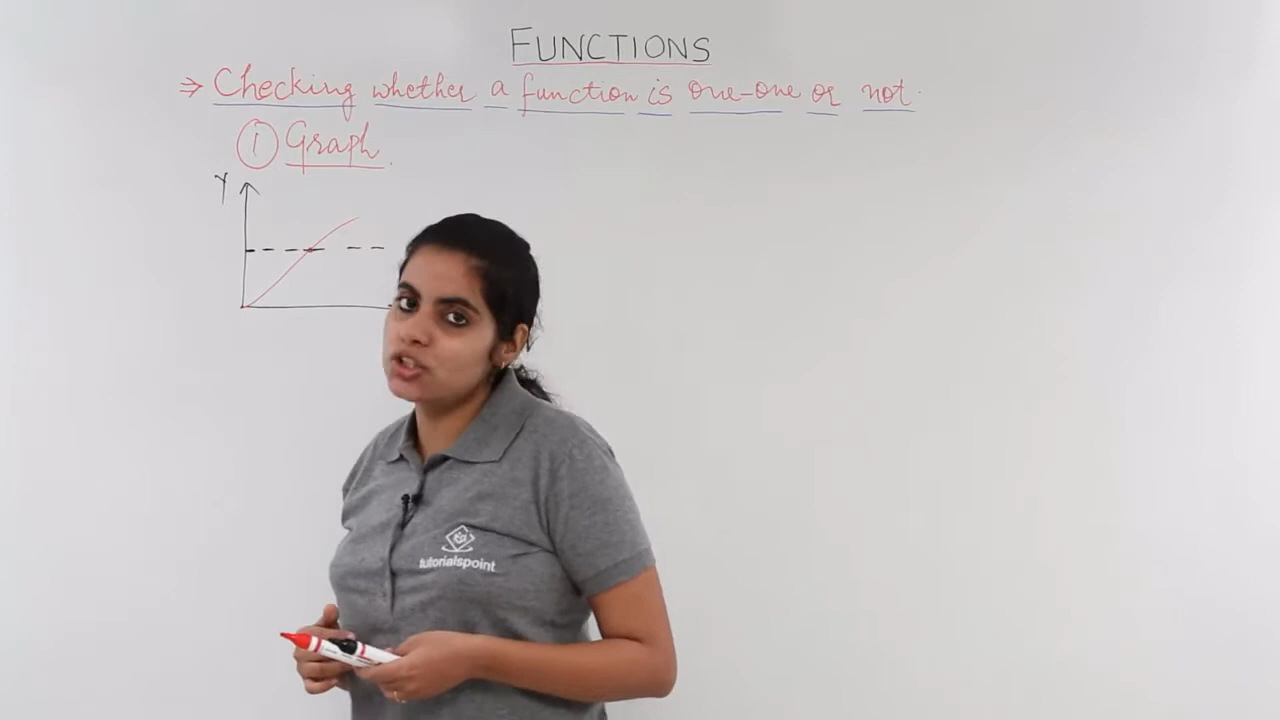 FUNCTIONS
⇒ Checking whether a function is one-one or not.
① Graph.
Y
tutorialspoint